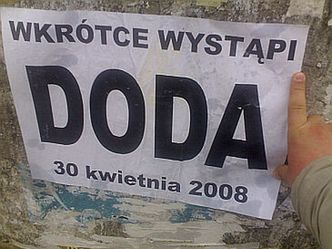 WKRÓTCE WYSTĄPI
DODA
30 kwietnia 2008